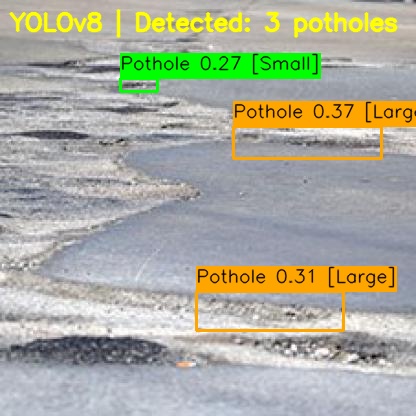 YOLOv8 | Detected: 3 potholes
Pothole 0.27 [Small]
Pothole 0.37 [Larg
Pothole 0.31 [Large]